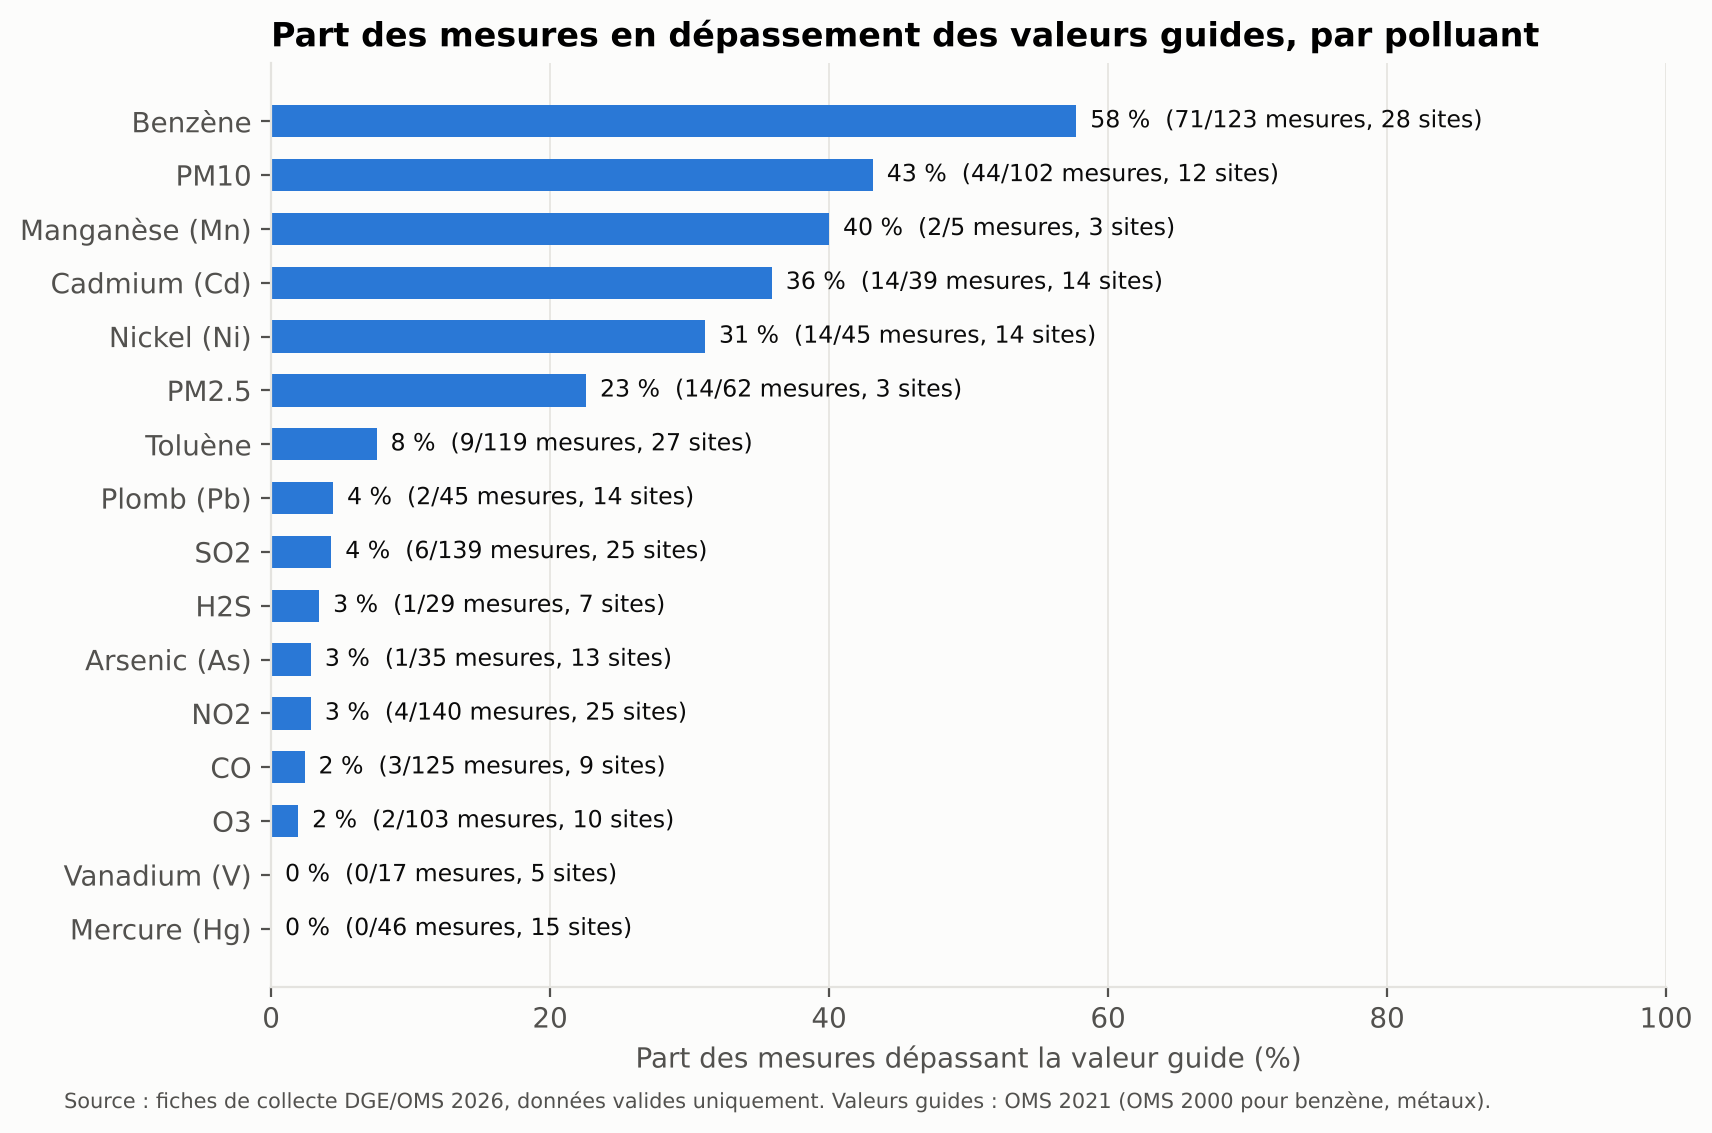 Part des mesures en dépassement des valeurs guides, par polluant
Benzène 58 % (71/123 mesures, 28 sites)
PM10 43 % (44/102 mesures, 12 sites)
Manganèse (Mn) 40 % (2/5 mesures, 3 sites)
Cadmium (Cd) 36 % (14/39 mesures, 14 sites)
Nickel (Ni) 31 % (14/45 mesures, 14 sites)
PM2.5 23 % (14/62 mesures, 3 sites)
Toluène 8 % (9/119 mesures, 27 sites)
Plomb (Pb) 4 % (2/45 mesures, 14 sites)
SO2 4 % (6/139 mesures, 25 sites)
H2S 3 % (1/29 mesures, 7 sites)
Arsenic (As) 3 % (1/35 mesures, 13 sites)
NO2 3 % (4/140 mesures, 25 sites)
CO 2 % (3/125 mesures, 9 sites)
O3 2 % (2/103 mesures, 10 sites)
Vanadium (V) 0 % (0/17 mesures, 5 sites)
Mercure (Hg) 0 % (0/46 mesures, 15 sites)
0 20 40 60 80 100
Part des mesures dépassant la valeur guide (%)
Source : fiches de collecte DGE/OMS 2026, données valides uniquement. Valeurs guides : OMS 2021 (OMS 2000 pour benzène, métaux).